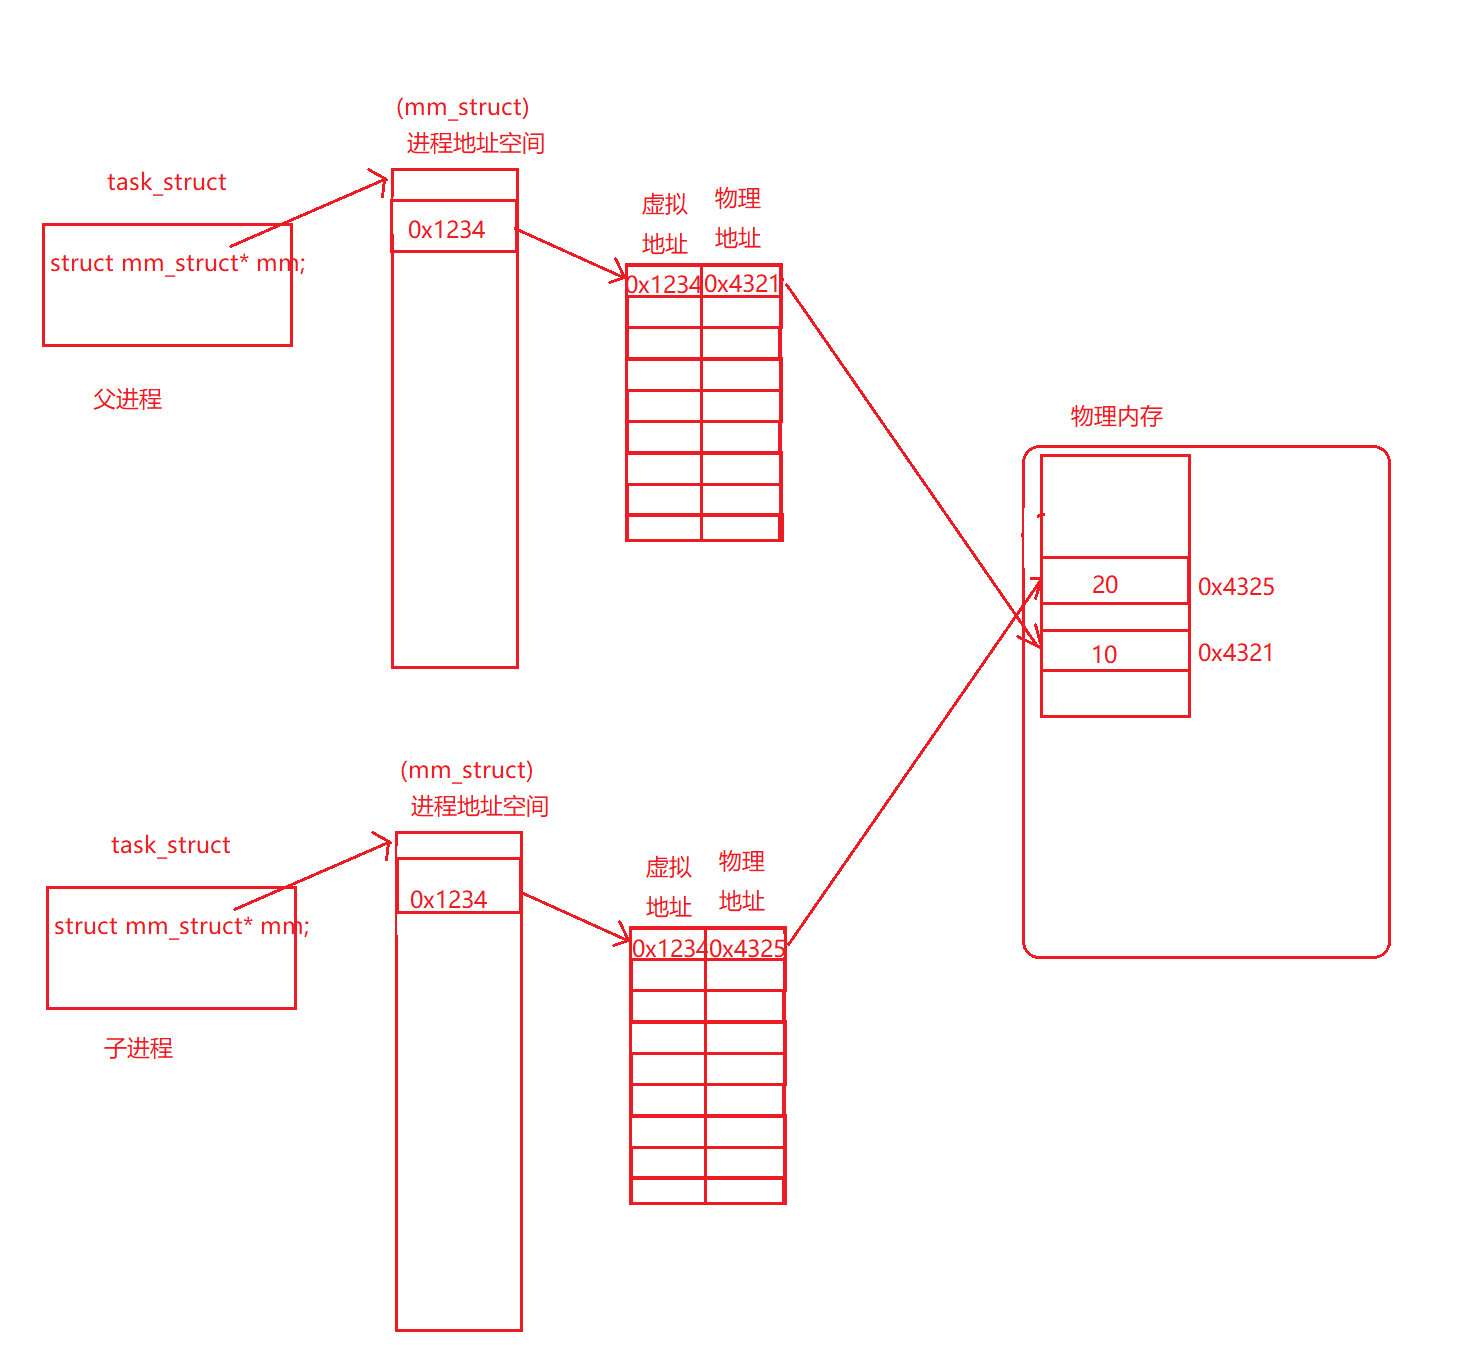 (mm_struct)
进程地址空间
task_struct
struct mm_struct* mm;
父进程
0x1234
虚拟
地址
物理
地址
0x1234
0x4321
物理内存
20
0x4325
10
0x4321
(mm_struct)
进程地址空间
task_struct
struct mm_struct* mm;
子进程
0x1234
虚拟
地址
物理
地址
0x1234
0x4325